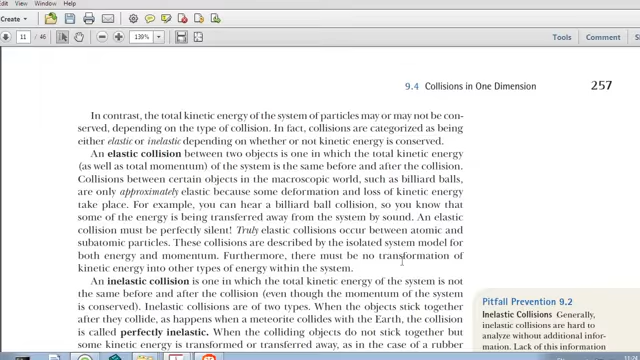 Create
11 / 46
139%
Tools
Comment
Share
9.4 Collisions in One Dimension 257
In contrast, the total kinetic energy of the system of particles may or may not be con-
served, depending on the type of collision. In fact, collisions are categorized as being
either elastic or inelastic depending on whether or not kinetic energy is conserved.
An elastic collision between two objects is one in which the total kinetic energy
(as well as total momentum) of the system is the same before and after the collision.
Collisions between certain objects in the macroscopic world, such as billiard balls,
are only approximately elastic because some deformation and loss of kinetic energy
take place. For example, you can hear a billiard ball collision, so you know that
some of the energy is being transferred away from the system by sound. An elastic
collision must be perfectly silent! Truly elastic collisions occur between atomic and
subatomic particles. These collisions are described by the isolated system model for
both energy and momentum. Furthermore, there must be no transformation of
kinetic energy into other types of energy within the system.
An inelastic collision is one in which the total kinetic energy of the system is not
the same before and after the collision (even though the momentum of the system
is conserved). Inelastic collisions are of two types. When the objects stick together
after they collide, as happens when a meteorite collides with the Earth, the collision
is called perfectly inelastic. When the colliding objects do not stick together but
some kinetic energy is transformed or transferred away, as in the case of a rubber
Pitfall Prevention 9.2
Inelastic Collisions Generally,
inelastic collisions are hard to
analyze without additional infor-
mation. Lack of this information